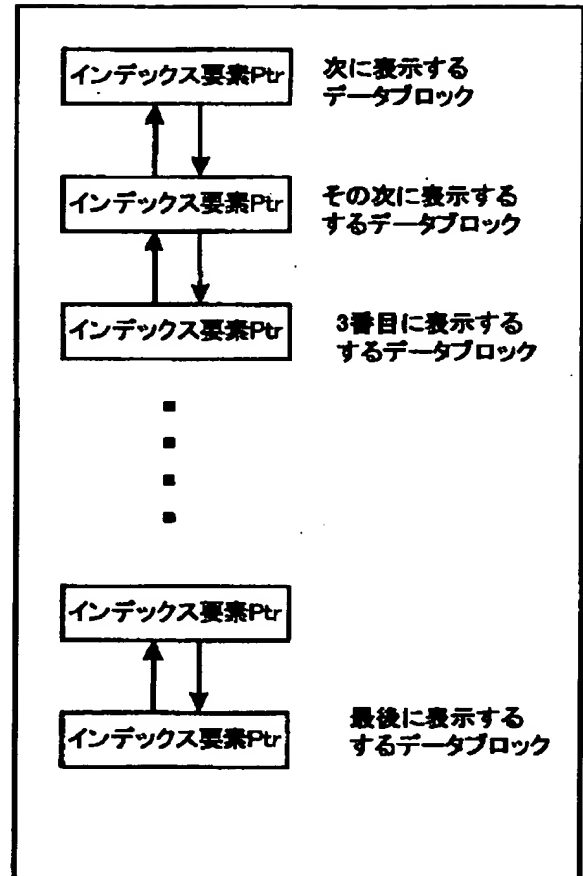 インデックス要素Ptr
次に表示する
データブロック
インデックス要素Ptr
その次に表示する
するデータブロック
インデックス要素Ptr
3番目に表示する
するデータブロック
インデックス要素Ptr
インデックス要素Ptr
最後に表示する
するデータブロック